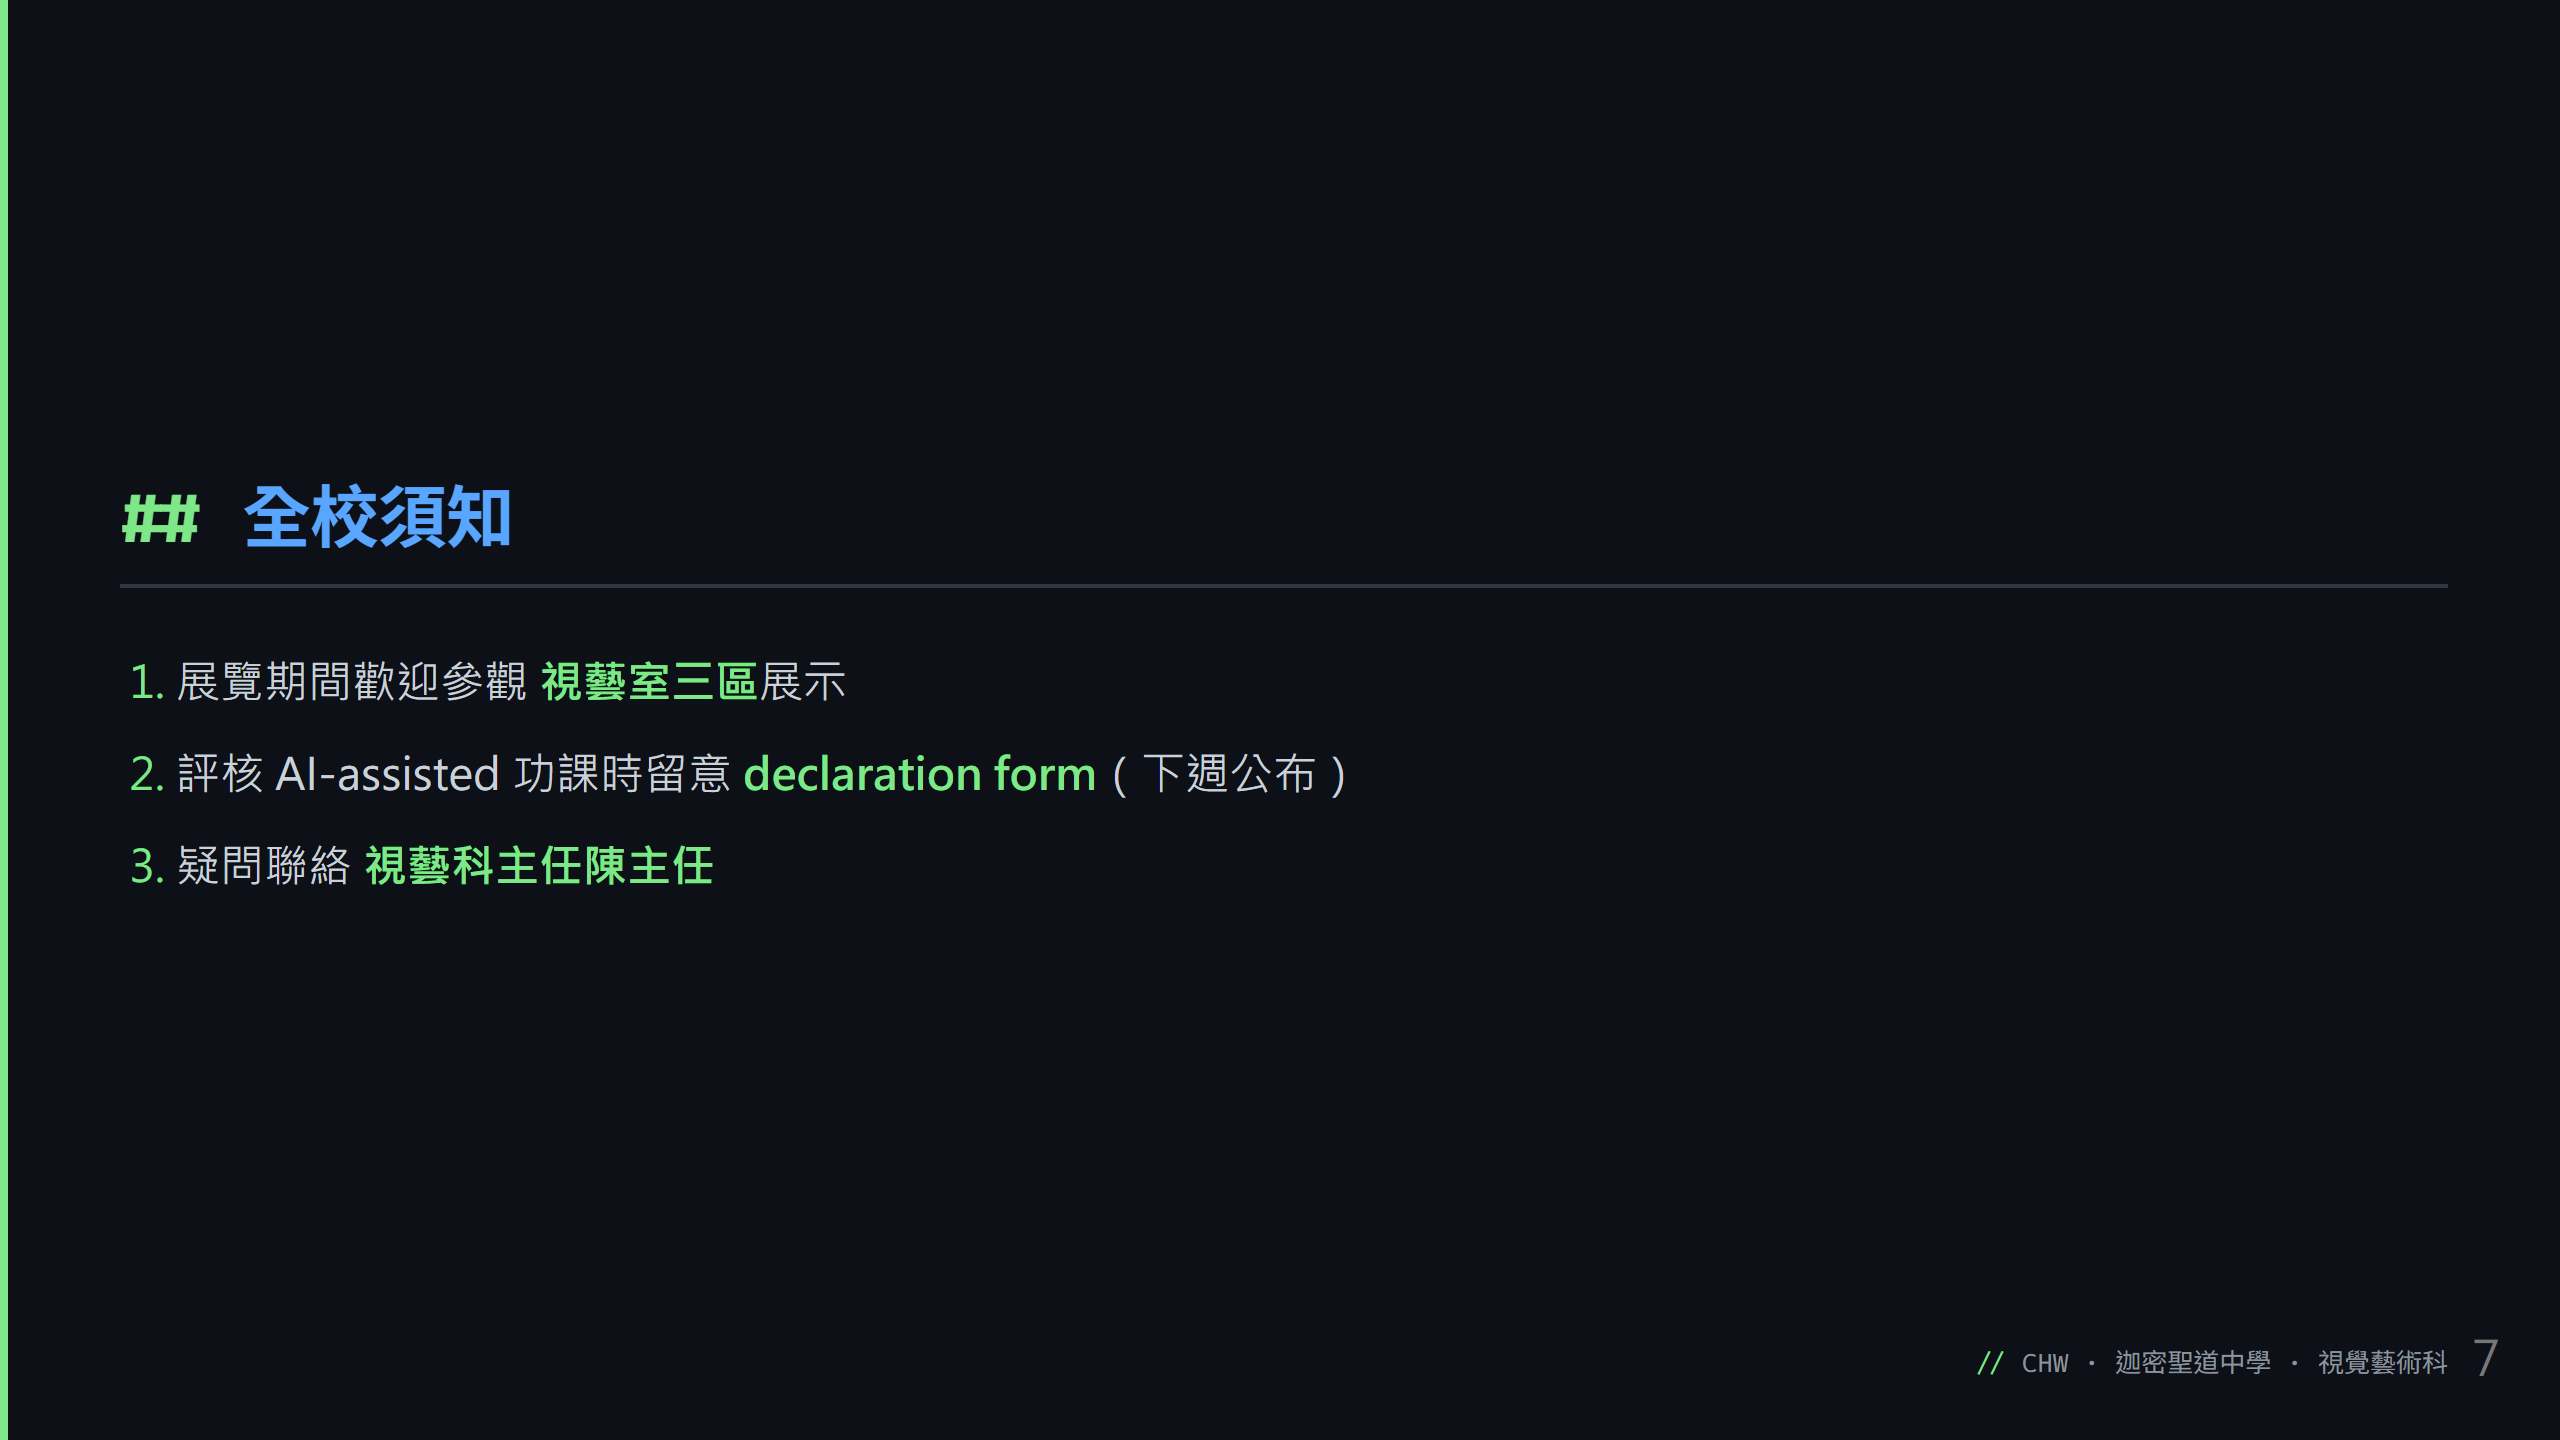 ## 全校須知
1. 展覽期間歡迎參觀 視藝室三區展示
2. 評核 AI-assisted 功課時留意 declaration form（下週公布）
3. 疑問聯絡 視藝科主任陳主任
// CHW · 迦密聖道中學 · 視覺藝術科 7